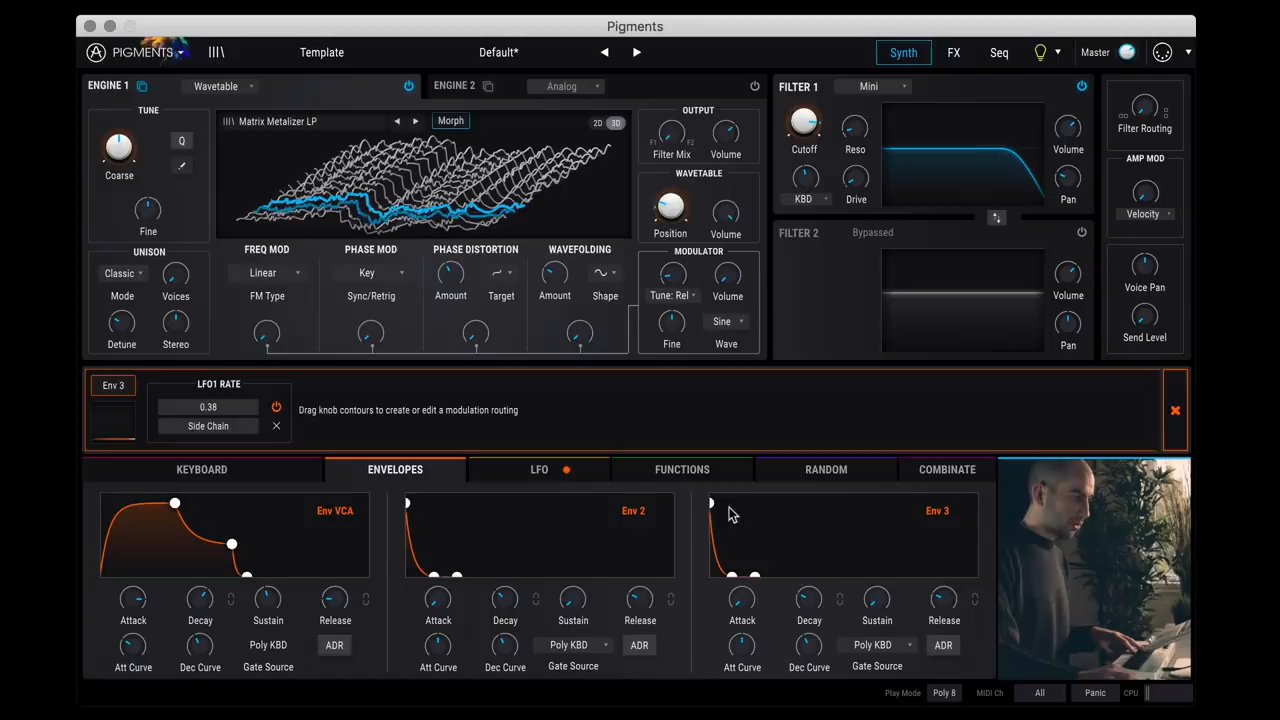 Pigments
PIGMENTS Template Default* Synth FX Seq Master
ENGINE 1 Wavetable ENGINE 2 Analog FILTER 1 Mini
TUNE
Coarse
Q
Fine
Matrix Metalizer LP Morph 2D 3D
OUTPUT
F1 F2
Filter Mix Volume
WAVETABLE
Position Volume
Cutoff Reso Volume
KBD Drive Pan
Filter Routing
AMP MOD
Velocity
FILTER 2 Bypassed
Volume
Pan
Voice Pan
Send Level
UNISON
Classic
Mode Voices
Detune Stereo
FREQ MOD PHASE MOD PHASE DISTORTION WAVEFOLDING
Linear Key
FM Type Sync/Retrig Amount Target Amount Shape
MODULATOR
Tune: Rel Volume
Sine
Fine Wave
Env 3
LFO1 RATE
0.38
Side Chain
Drag knob contours to create or edit a modulation routing
KEYBOARD ENVELOPES LFO FUNCTIONS RANDOM COMBINATE
Env VCA Env 2 Env 3
Attack Decay Sustain Release Attack Decay Sustain Release Attack Decay Sustain Release
Poly KBD ADR Poly KBD ADR Poly KBD ADR
Att Curve Dec Curve Gate Source Att Curve Dec Curve Gate Source Att Curve Dec Curve Gate Source
Play Mode Poly 8 MIDI Ch All Panic CPU